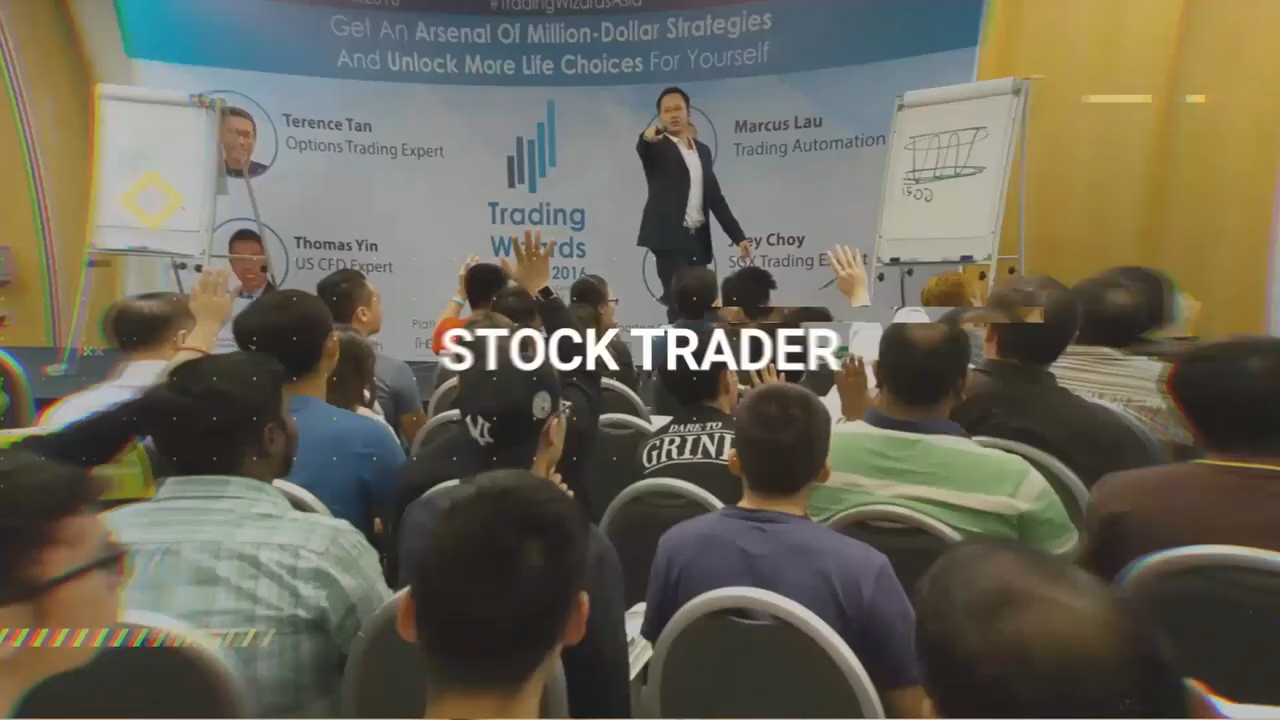 #TradingWizardsAsia
Get An Arsenal Of Million-Dollar Strategies
And Unlock More Life Choices For Yourself
Terence Tan
Options Trading Expert
Marcus Lau
Trading Automation
Trading
Thomas Yin
US CFD Expert
2016
Choy
SGX Trading
STOCK TRADER
DARE TO
GRIND